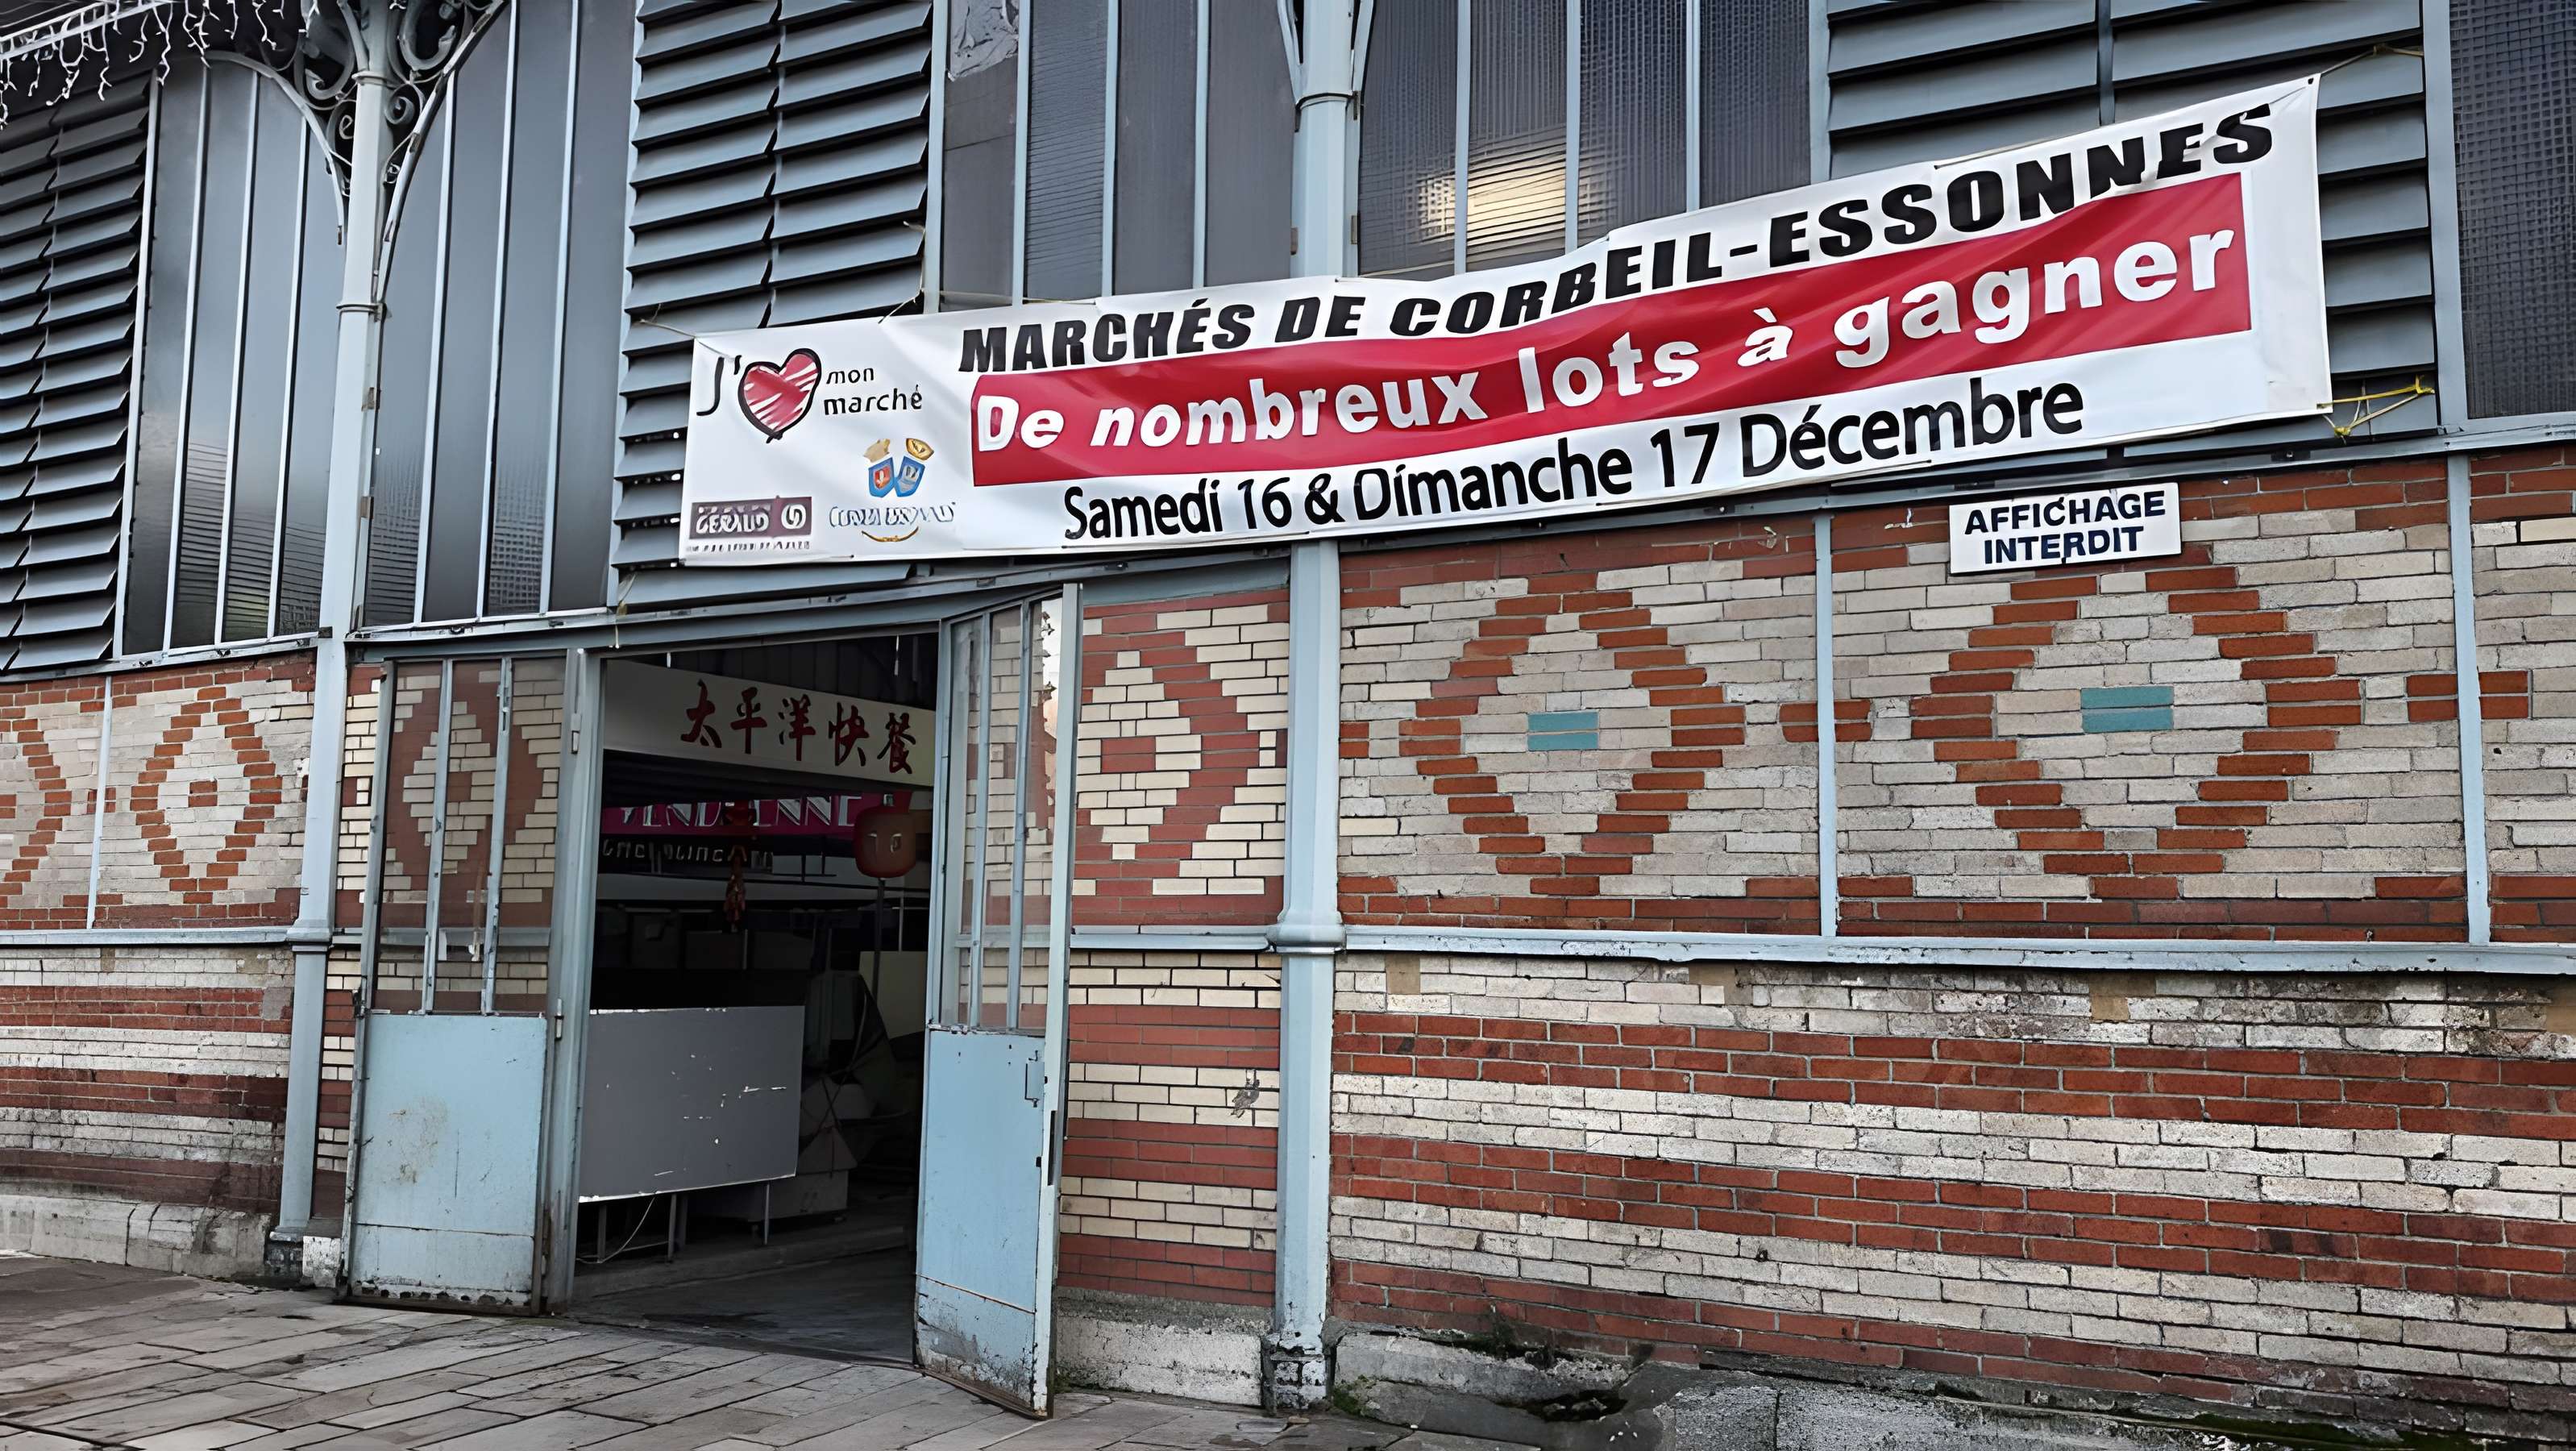 MARCHÉS DE CORBEIL-ESSONNES
J' mon
marché
De nombreux lots à gagner
Samedi 16 & Dimanche 17 Décembre
GERAUD
AFFICHAGE
INTERDIT
太平洋快餐